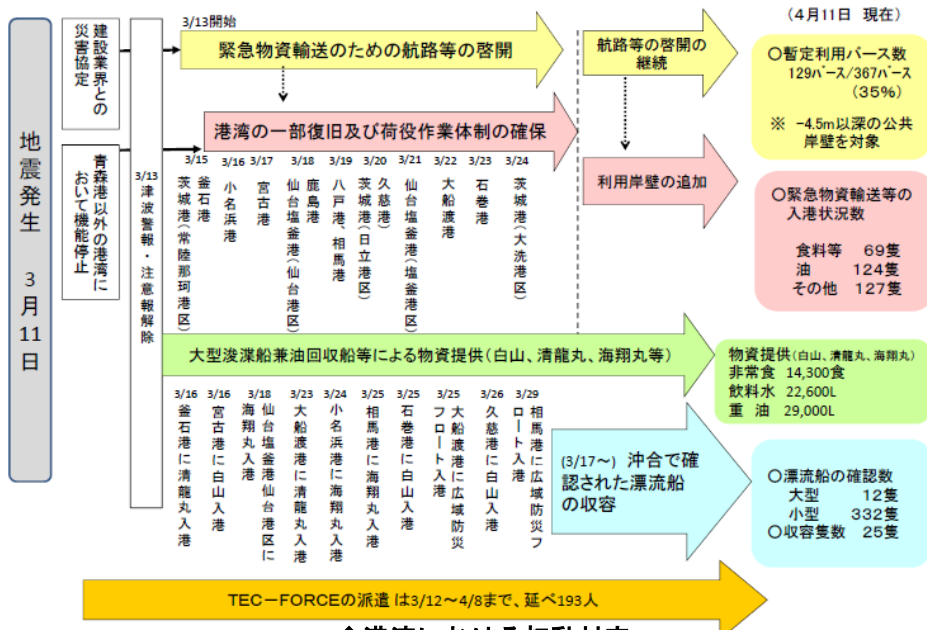 (4月11日 現在)
地震発生 3月11日
建設業界との
災害協定
青森港以外の港湾に
おいて機能停止
3/13
津波警報・注意報解除
3/13開始
緊急物資輸送のための航路等の啓開
航路等の啓開の
継続
○暫定利用バース数
129バース/367バース
(35%)
※ -4.5m以深の公共
岸壁を対象
港湾の一部復旧及び荷役作業体制の確保
利用岸壁の追加
○緊急物資輸送等の
入港状況数
食料等 69隻
油 124隻
その他 127隻
3/15
茨城港(常陸那珂港区)
釜石港
3/16
小名浜港
3/17
宮古港
3/18
仙台塩釜港(仙台港区)
鹿島港
3/19
八戸港、相馬港
3/20
茨城港(日立港区)
久慈港)
3/21
仙台塩釜港(塩釜港区)
3/22
大船渡港
3/23
石巻港
3/24
茨城港(大洗港区)
大型浚渫船兼油回収船等による物資提供(白山、清龍丸、海翔丸等)
物資提供(白山、清龍丸、海翔丸)
非常食 14,300食
飲料水 22,600L
重 油 29,000L
3/16
釜石港に清龍丸入港
3/16
宮古港に白山入港
3/18
仙台塩釜港仙台港区に
海翔丸入港
3/23
大船渡港に清龍丸入港
3/24
小名浜港に海翔丸入港
3/25
相馬港に海翔丸入港
3/25
石巻港に白山入港
3/25
大船渡港に広域防災
フロート入港
3/26
久慈港に白山入港
3/29
相馬港に広域防災フ
ロート入港
(3/17~) 沖合で確
認された漂流船
の収容
○漂流船の確認数
大型 12隻
小型 332隻
○収容隻数 25隻
TEC-FORCEの派遣 は3/12~4/8まで、延べ193人